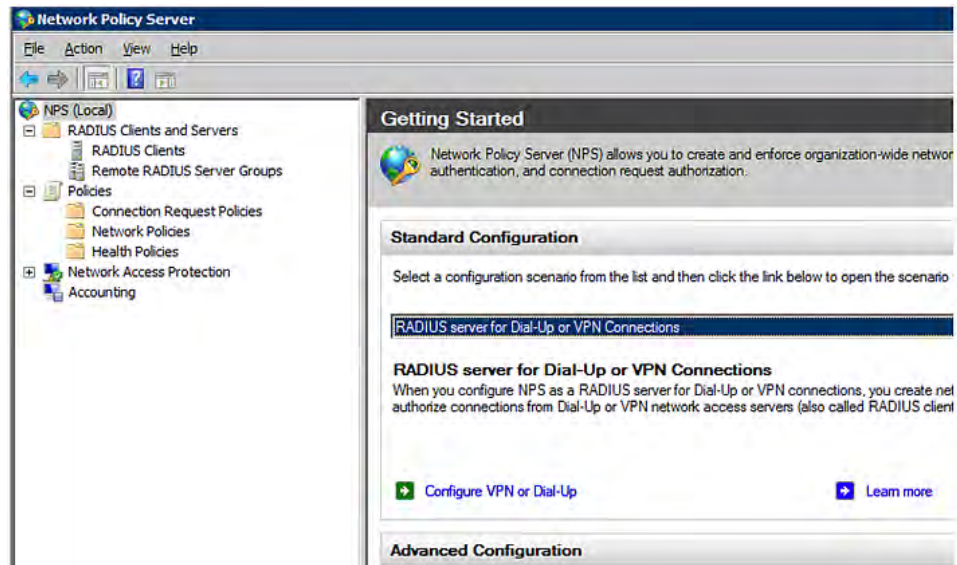 Network Policy Server
File Action View Help
NPS (Local)
RADIUS Clients and Servers
RADIUS Clients
Remote RADIUS Server Groups
Policies
Connection Request Policies
Network Policies
Health Policies
Network Access Protection
Accounting
Getting Started
Network Policy Server (NPS) allows you to create and enforce organization-wide networ
authentication, and connection request authorization.
Standard Configuration
Select a configuration scenario from the list and then click the link below to open the scenario
RADIUS server for Dial-Up or VPN Connections
RADIUS server for Dial-Up or VPN Connections
When you configure NPS as a RADIUS server for Dial-Up or VPN connections, you create net
authorize connections from Dial-Up or VPN network access servers (also called RADIUS client
Configure VPN or Dial-Up Learn more
Advanced Configuration